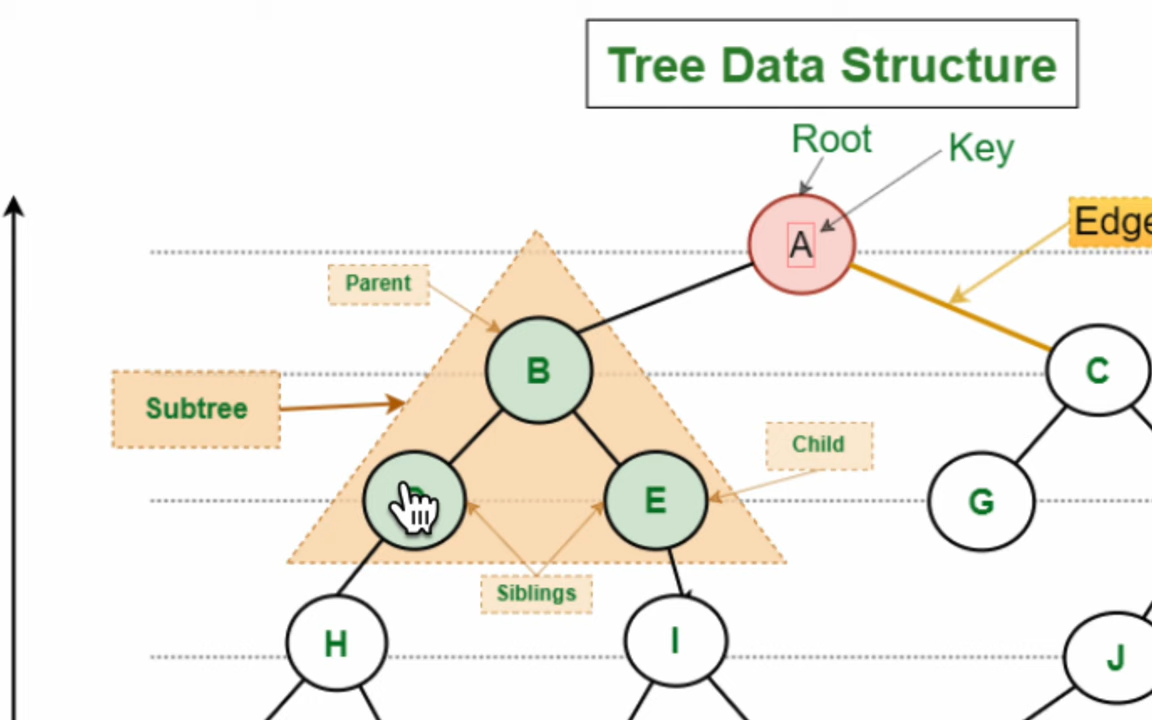 Tree Data Structure
Root
Key
A
Edge
Parent
B
C
Subtree
Child
E
G
Siblings
H
I
J